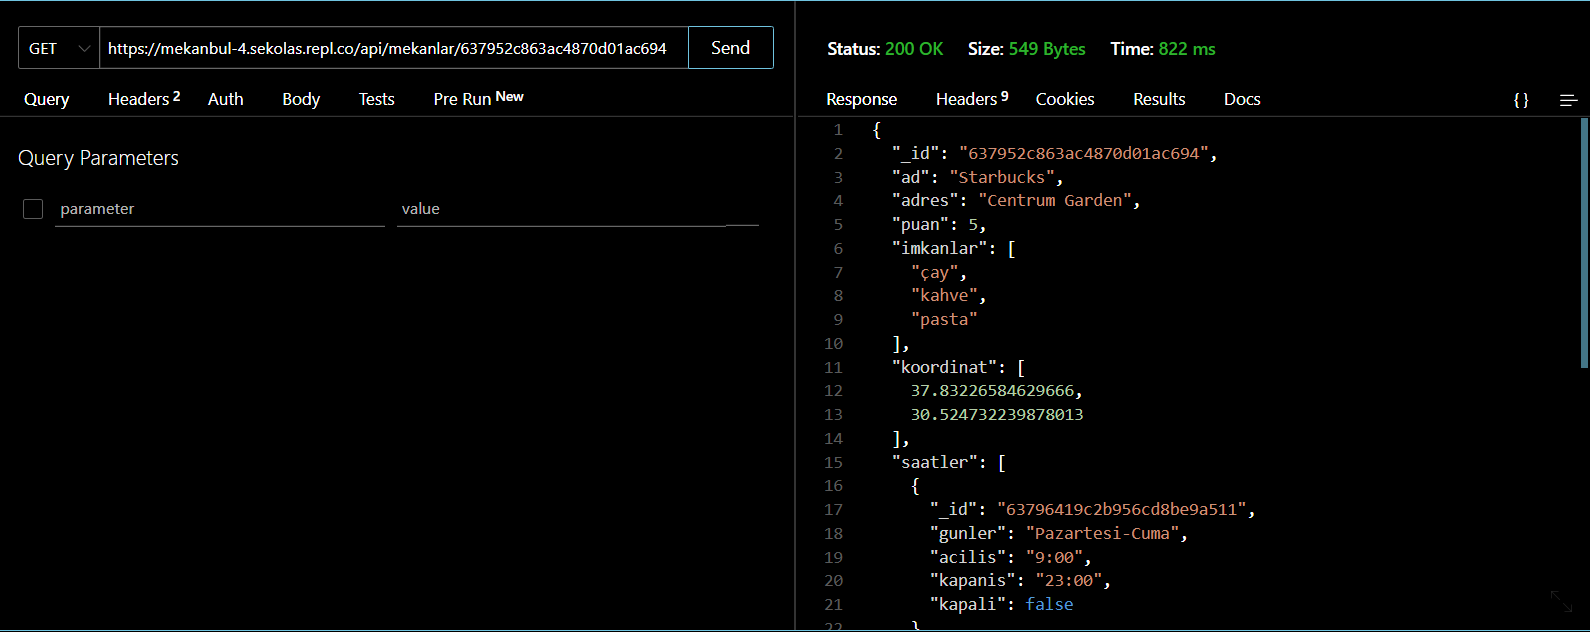 GET https://mekanbul-4.sekolas.repl.co/api/mekanlar/637952c863ac4870d01ac694 Send
Query Headers 2 Auth Body Tests Pre Run New
Query Parameters
parameter value
Status: 200 OK Size: 549 Bytes Time: 822 ms
Response Headers 9 Cookies Results Docs { }
1 {
2 "_id": "637952c863ac4870d01ac694",
3 "ad": "Starbucks",
4 "adres": "Centrum Garden",
5 "puan": 5,
6 "imkanlar": [
7 "çay",
8 "kahve",
9 "pasta"
10 ],
11 "koordinat": [
12 37.83226584629666,
13 30.524732239878013
14 ],
15 "saatler": [
16 {
17 "_id": "63796419c2b956cd8be9a511",
18 "gunler": "Pazartesi-Cuma",
19 "acilis": "9:00",
20 "kapanis": "23:00",
21 "kapali": false
22 }